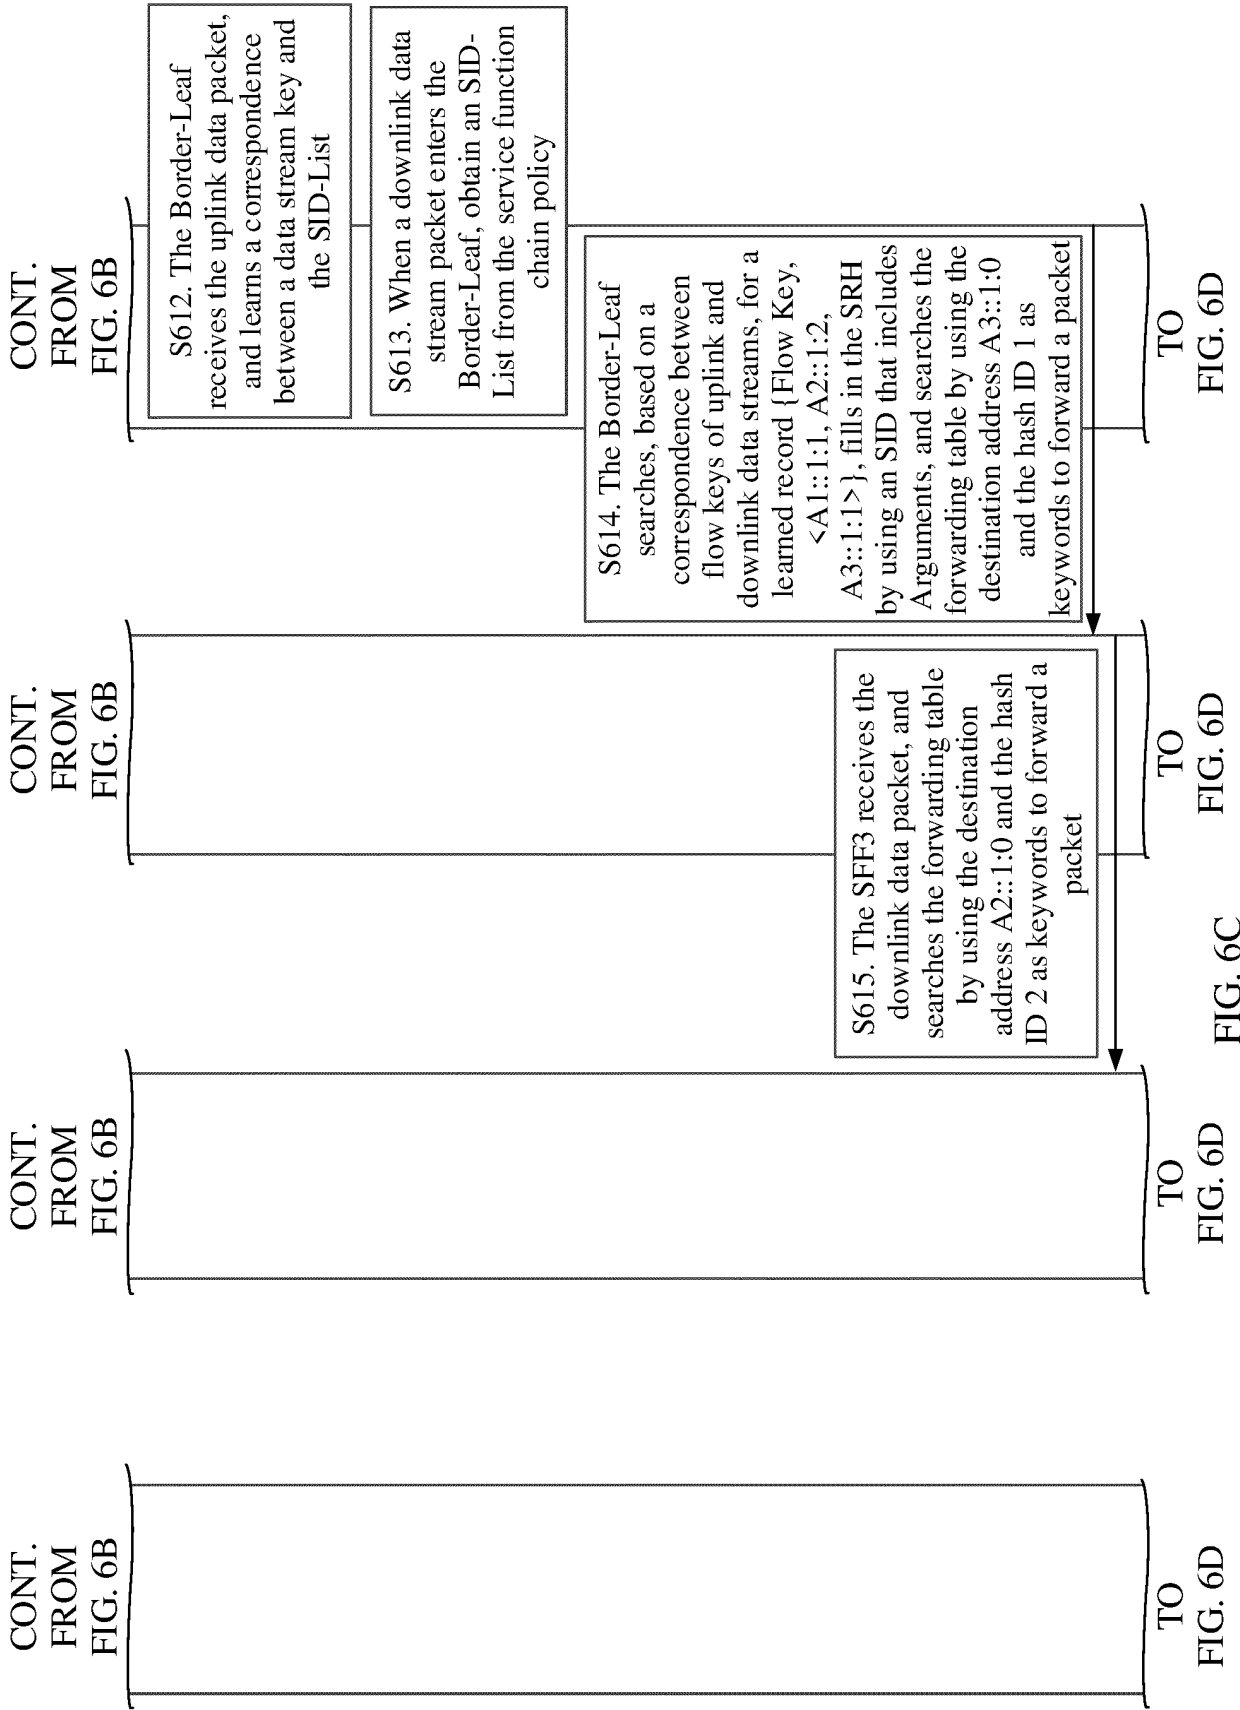 CONT.
FROM
FIG. 6B
CONT.
FROM
FIG. 6B
CONT.
FROM
FIG. 6B
CONT.
FROM
FIG. 6B
S612. The Border-Leaf
receives the uplink data packet,
and learns a correspondence
between a data stream key and
the SID-List
S613. When a downlink data
stream packet enters the
Border-Leaf, obtain an SID-
List from the service function
chain policy
S614. The Border-Leaf
searches, based on a
correspondence between
flow keys of uplink and
downlink data streams, for a
learned record {Flow Key,
<A1::1:1, A2::1:2,
A3::1:1>}, fills in the SRH
by using an SID that includes
Arguments, and searches the
forwarding table by using the
destination address A3::1:0
and the hash ID 1 as
keywords to forward a packet
S615. The SFF3 receives the
downlink data packet, and
searches the forwarding table
by using the destination
address A2::1:0 and the hash
ID 2 as keywords to forward a
packet
TO
FIG. 6D
TO
FIG. 6D
TO
FIG. 6D
TO
FIG. 6D
FIG. 6C